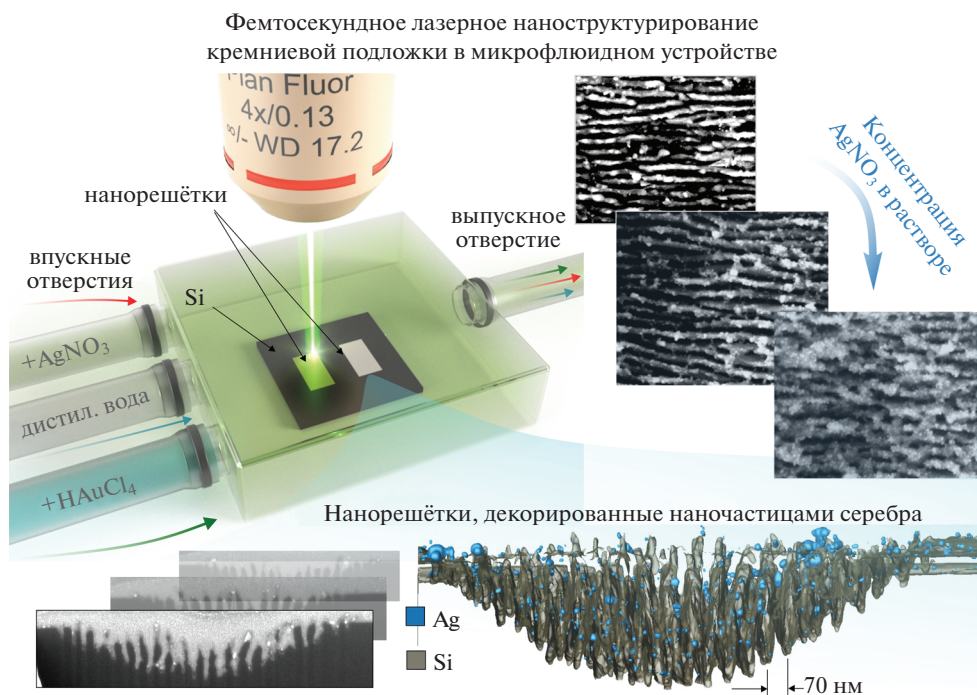 Фемтосекундное лазерное наноструктурирование
кремниевой подложки в микрофлюидном устройстве
Plan Fluor
4x/0.13
∞/- WD 17.2
нанорешётки
впускные
отверстия
Si
выпускное
отверстие
Концентрация
AgNO₃ в растворе
+AgNO₃
дистил. вода
+HAuCl₄
Нанорешётки, декорированные наночастицами серебра
Ag
Si
70 нм